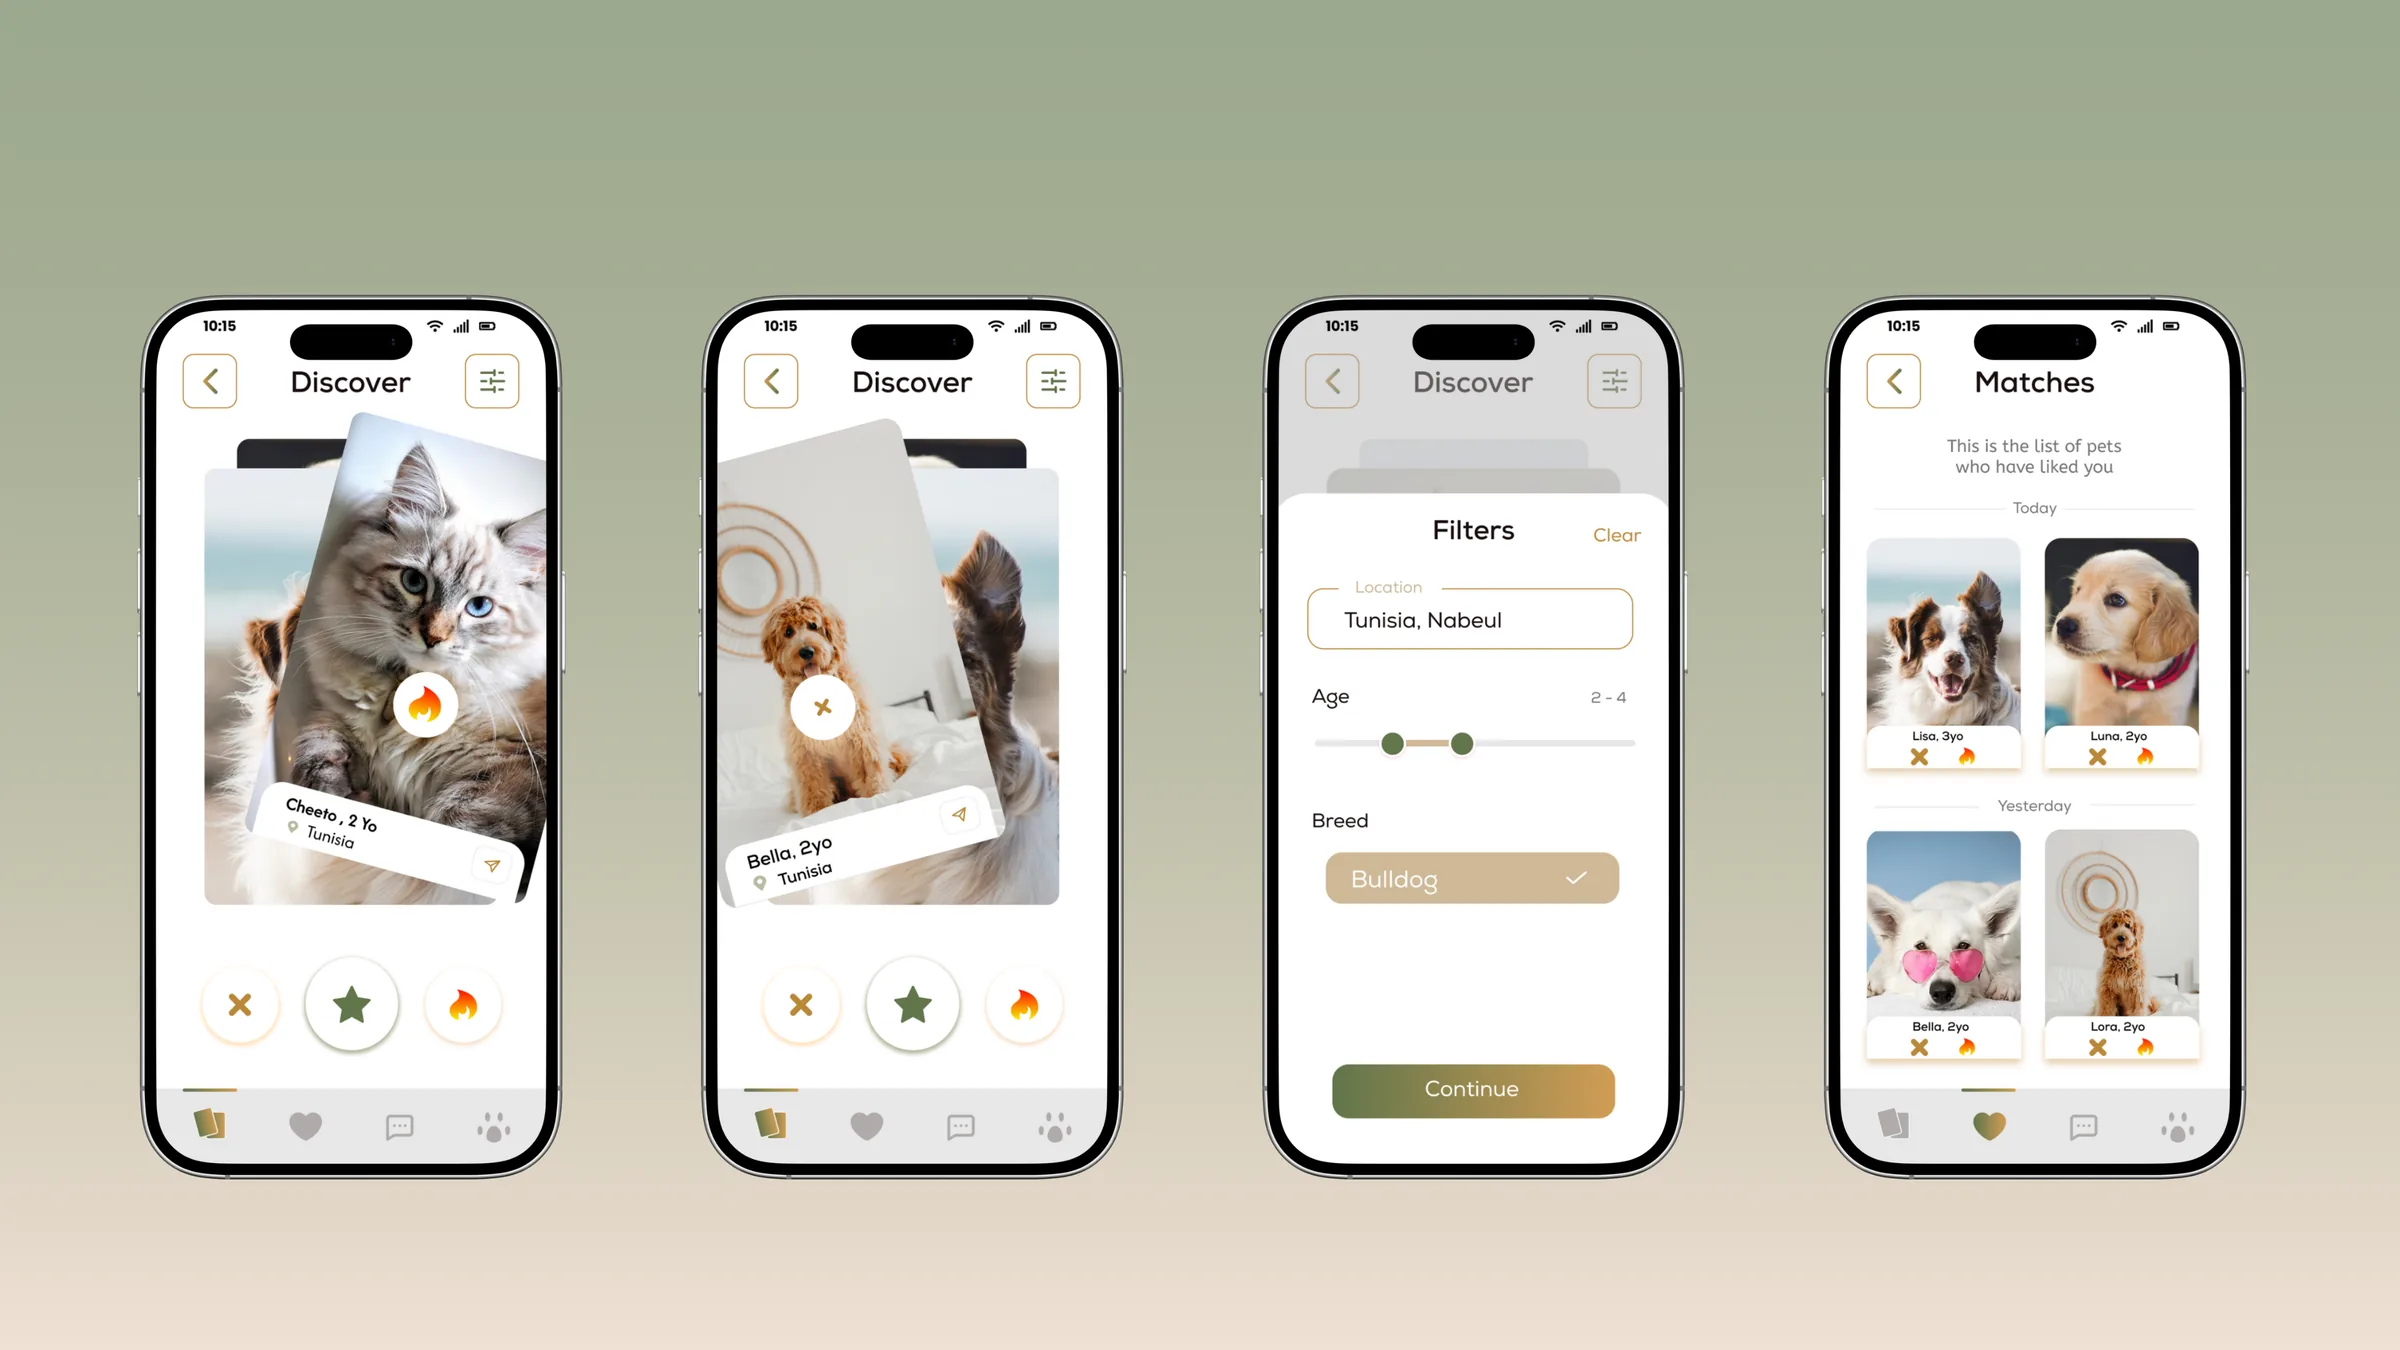 10:15
Discover
Cheeto , 2 Yo
Tunisia
10:15
Discover
Bella, 2yo
Tunisia
10:15
Discover
Filters
Clear
Location
Tunisia, Nabeul
Age
2 - 4
Breed
Bulldog
Continue
10:15
Matches
This is the list of pets
who have liked you
Today
Lisa, 3yo
Luna, 2yo
Yesterday
Bella, 2yo
Lora, 2yo